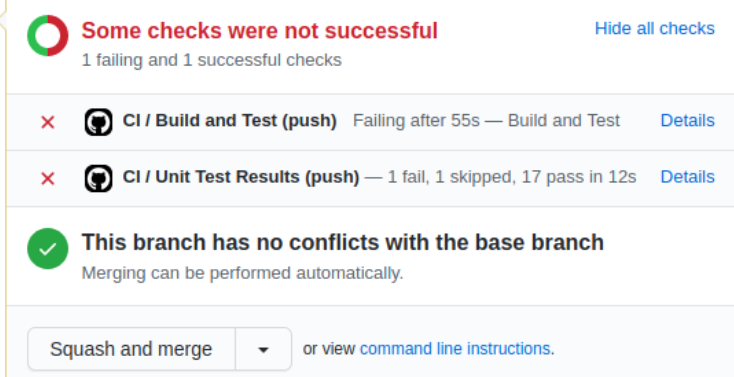 Some checks were not successful
Hide all checks
1 failing and 1 successful checks
CI / Build and Test (push) Failing after 55s — Build and Test Details
CI / Unit Test Results (push) — 1 fail, 1 skipped, 17 pass in 12s Details
This branch has no conflicts with the base branch
Merging can be performed automatically.
Squash and merge or view command line instructions.